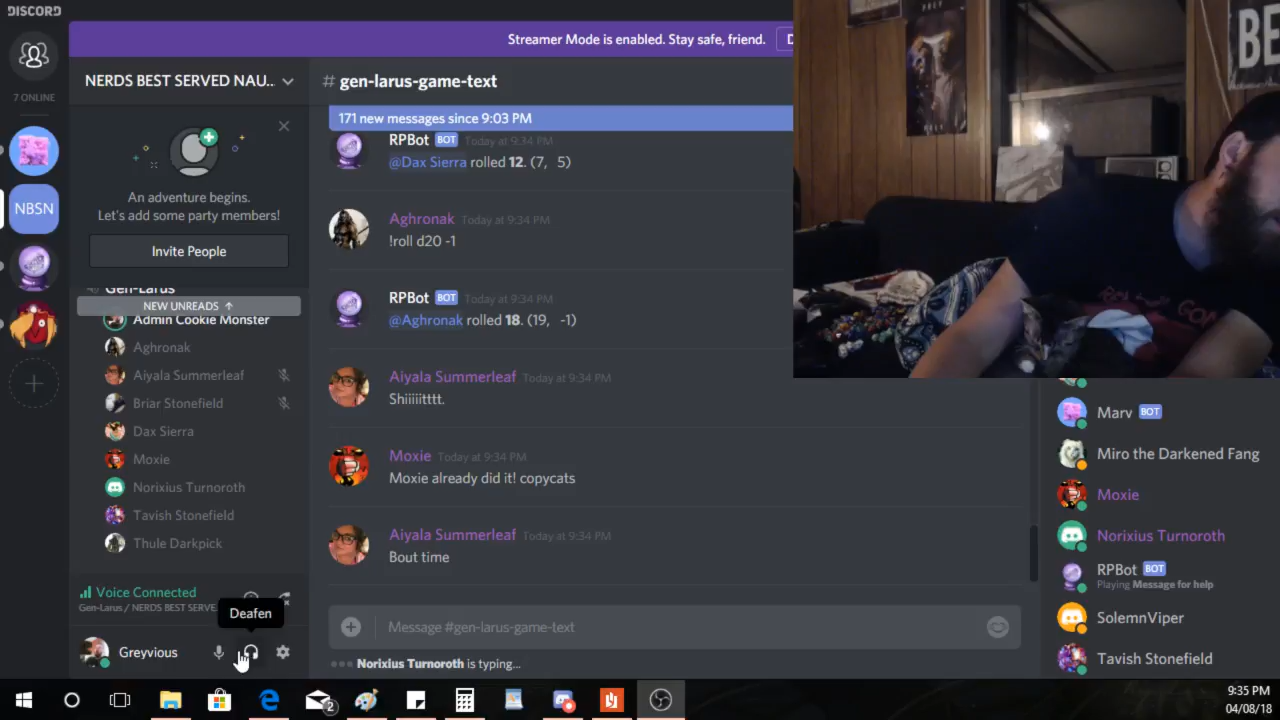 DISCORD
7 ONLINE
NBSN
NERDS BEST SERVED NAU...
An adventure begins.
Let's add some party members!
Invite People
Gen-Larus
NEW UNREADS ↑
Admin Cookie Monster
Aghronak
Aiyala Summerleaf
Briar Stonefield
Dax Sierra
Moxie
Norixius Turnoroth
Tavish Stonefield
Thule Darkpick
Voice Connected
Gen-Larus / NERDS BEST SERVE
Deafen
Greyvious
Streamer Mode is enabled. Stay safe, friend.
# gen-larus-game-text
171 new messages since 9:03 PM
RPBot BOT Today at 9:34 PM
@Dax Sierra rolled 12. (7, 5)
Aghronak Today at 9:34 PM
!roll d20 -1
RPBot BOT Today at 9:34 PM
@Aghronak rolled 18. (19, -1)
Aiyala Summerleaf Today at 9:34 PM
Shiiiiitttt.
Moxie Today at 9:34 PM
Moxie already did it! copycats
Aiyala Summerleaf Today at 9:34 PM
Bout time
Message #gen-larus-game-text
Norixius Turnoroth is typing...
BE
Marv BOT
Miro the Darkened Fang
Moxie
Norixius Turnoroth
RPBot BOT
Playing Message for help
SolemnViper
Tavish Stonefield
2
9:35 PM
04/08/18